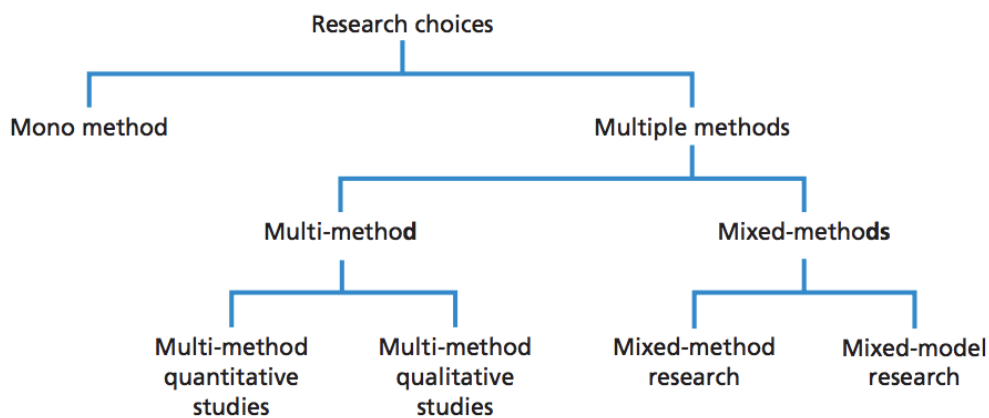 Research choices
Mono method
Multiple methods
Multi-method
Mixed-methods
Multi-method
quantitative
studies
Multi-method
qualitative
studies
Mixed-method
research
Mixed-model
research